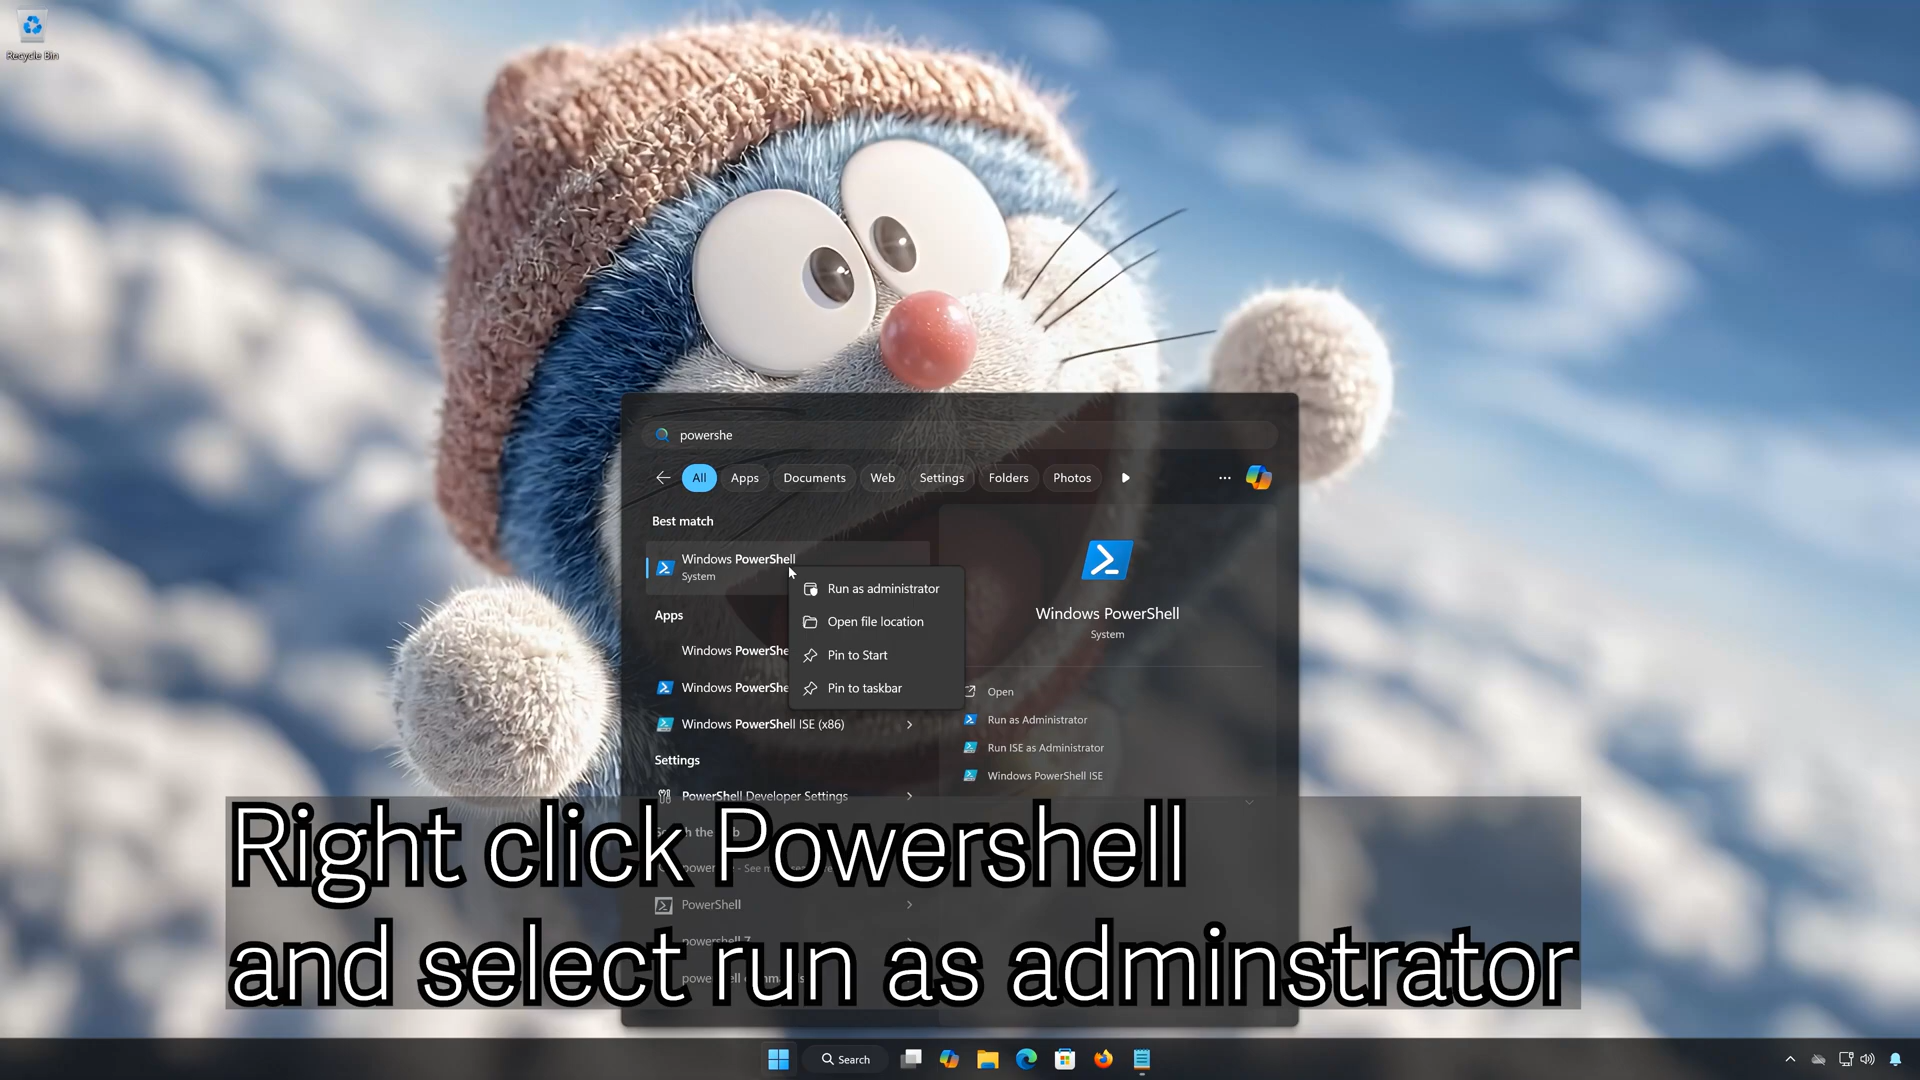 Recycle Bin
powershe
All Apps Documents Web Settings Folders Photos
Best match
Windows PowerShell
System
Run as administrator
Open file location
Pin to Start
Pin to taskbar
Apps
Windows PowerShe
Windows PowerShe
Windows PowerShell ISE (x86)
Settings
PowerShell Developer Settings
PowerShell
Windows PowerShell
System
Open
Run as Administrator
Run ISE as Administrator
Windows PowerShell ISE
Right click Powershell
and select run as adminstrator
Search